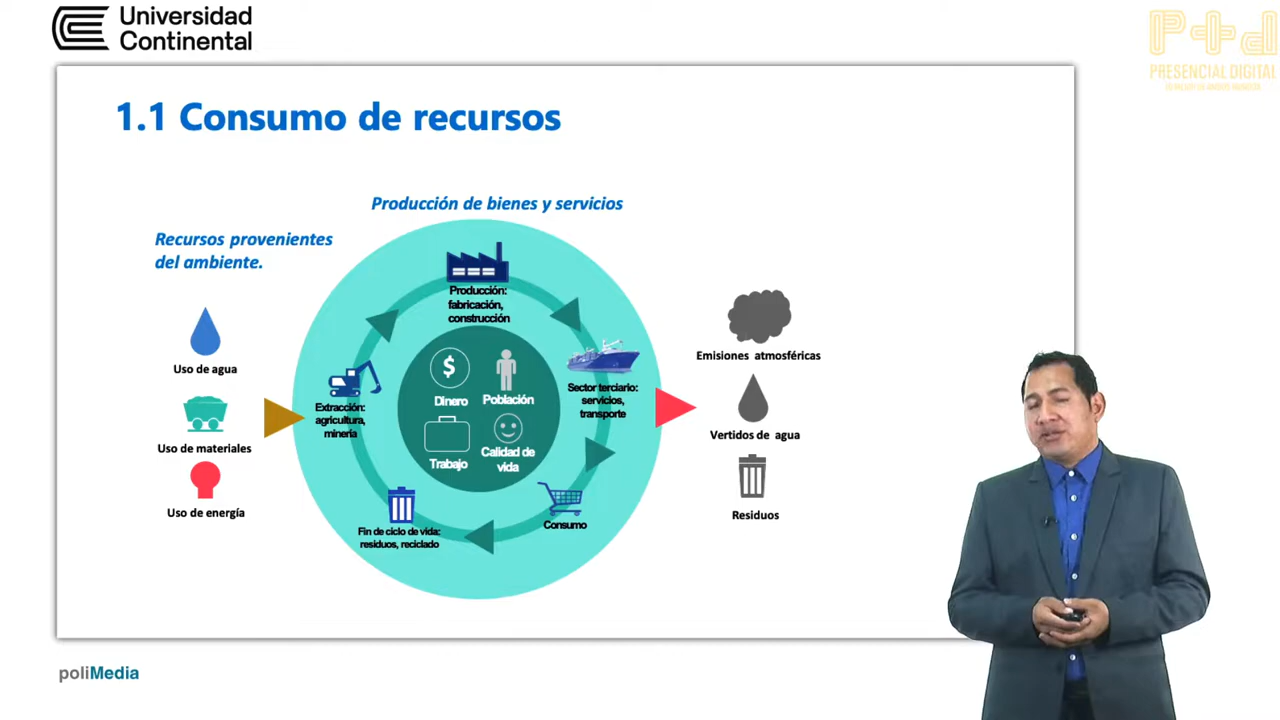 Universidad
Continental
P+d
PRESENCIAL DIGITAL
1.1 Consumo de recursos
Producción de bienes y servicios
Recursos provenientes
del ambiente.
Uso de agua
Uso de materiales
Uso de energía
Producción:
fabricación,
construcción
Extracción:
agricultura,
minería
$
Dinero
Población
Trabajo
Calidad de
vida
Sector terciario:
servicios,
transporte
Consumo
Fin de ciclo de vida:
residuos, reciclado
Emisiones atmosféricas
Vertidos de agua
Residuos
poliMedia